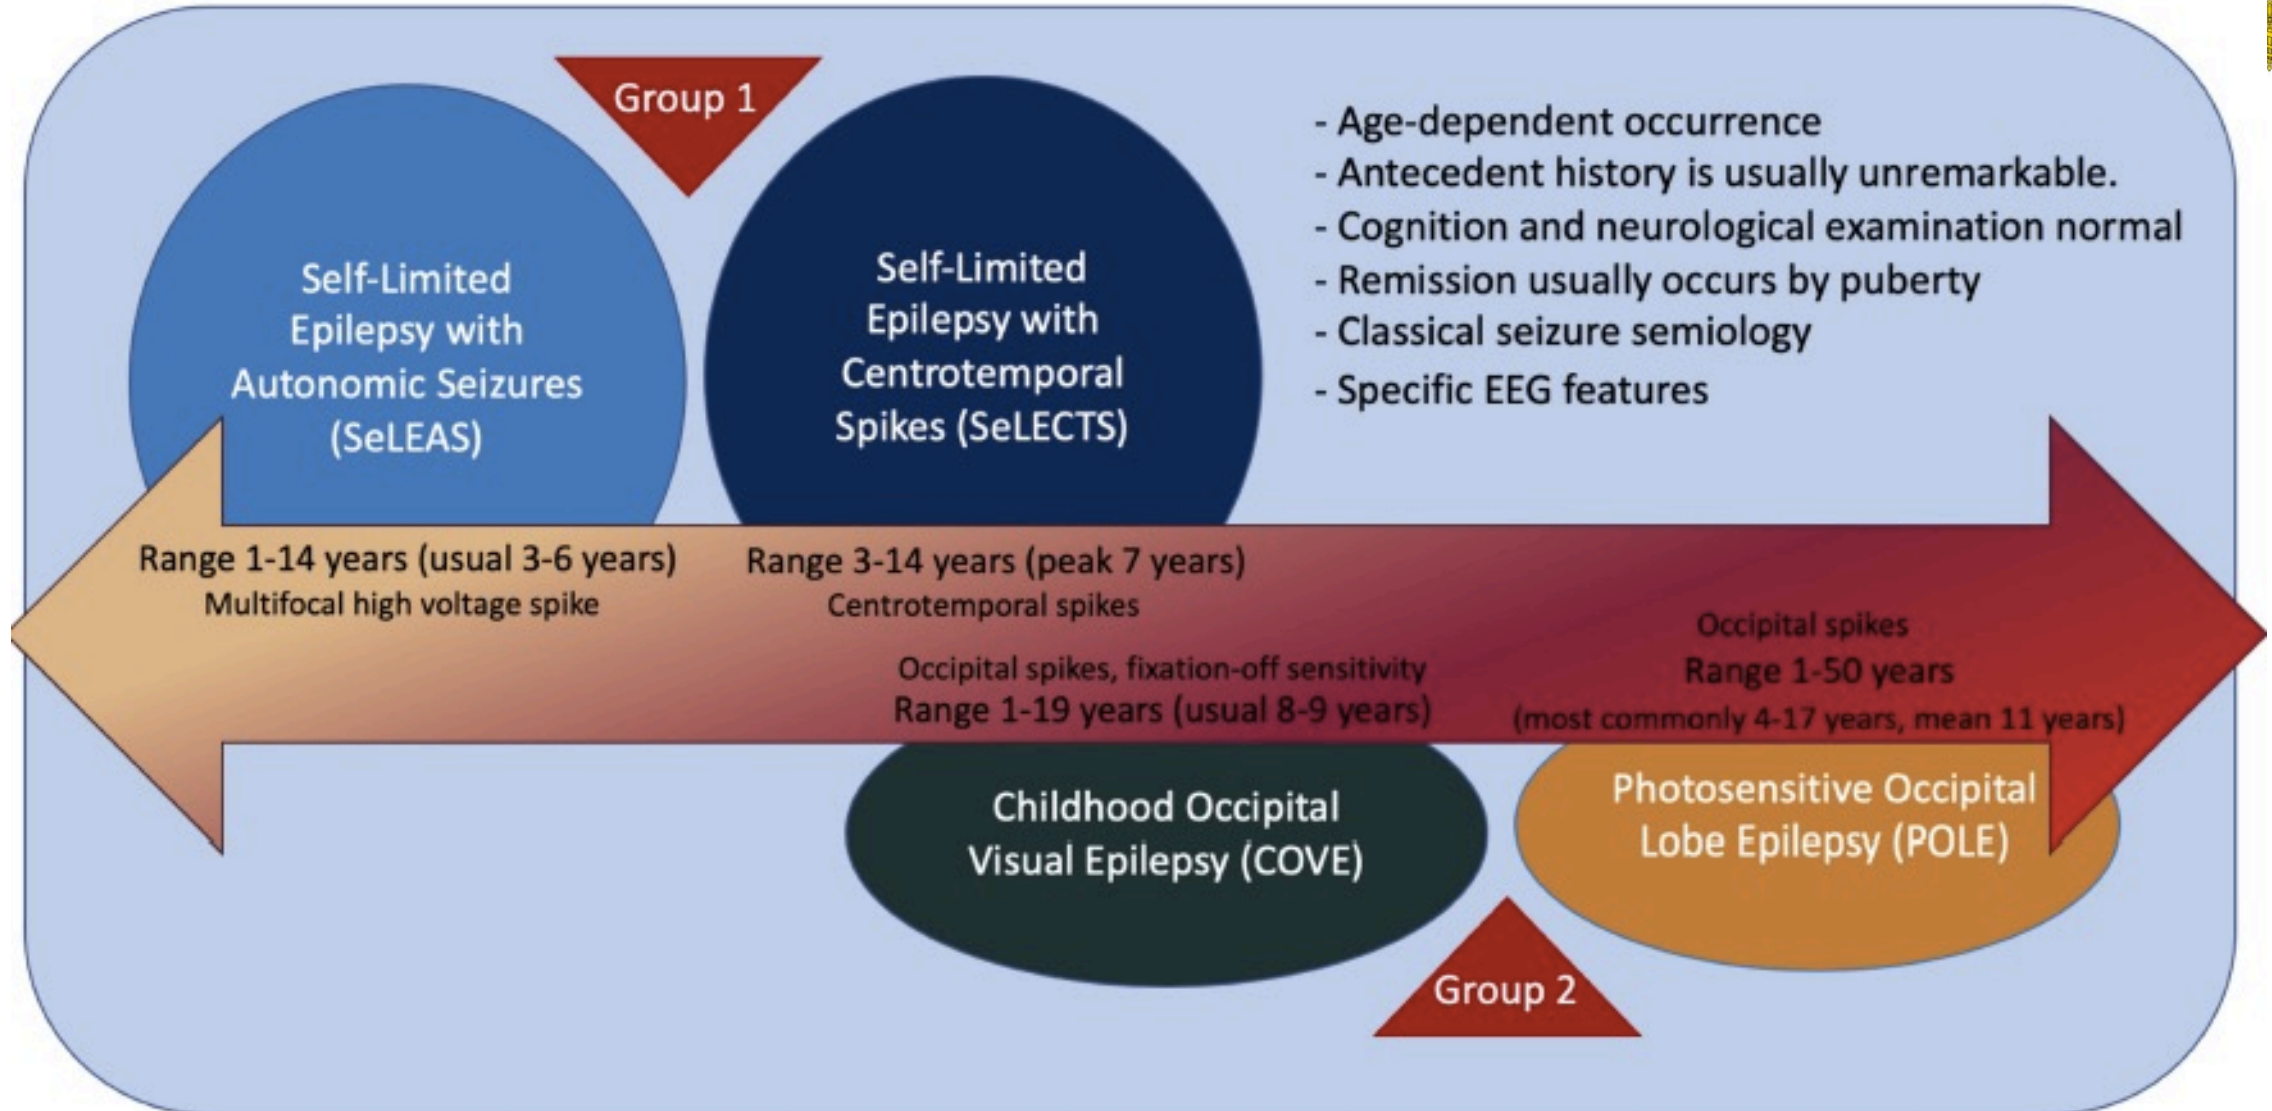 Group 1
Self-Limited
Epilepsy with
Autonomic Seizures
(SeLEAS)
Self-Limited
Epilepsy with
Centrotemporal
Spikes (SeLECTS)
- Age-dependent occurrence
- Antecedent history is usually unremarkable.
- Cognition and neurological examination normal
- Remission usually occurs by puberty
- Classical seizure semiology
- Specific EEG features
Range 1-14 years (usual 3-6 years)
Multifocal high voltage spike
Range 3-14 years (peak 7 years)
Centrotemporal spikes
Occipital spikes, fixation-off sensitivity
Range 1-19 years (usual 8-9 years)
Occipital spikes
Range 1-50 years
(most commonly 4-17 years, mean 11 years)
Childhood Occipital
Visual Epilepsy (COVE)
Photosensitive Occipital
Lobe Epilepsy (POLE)
Group 2